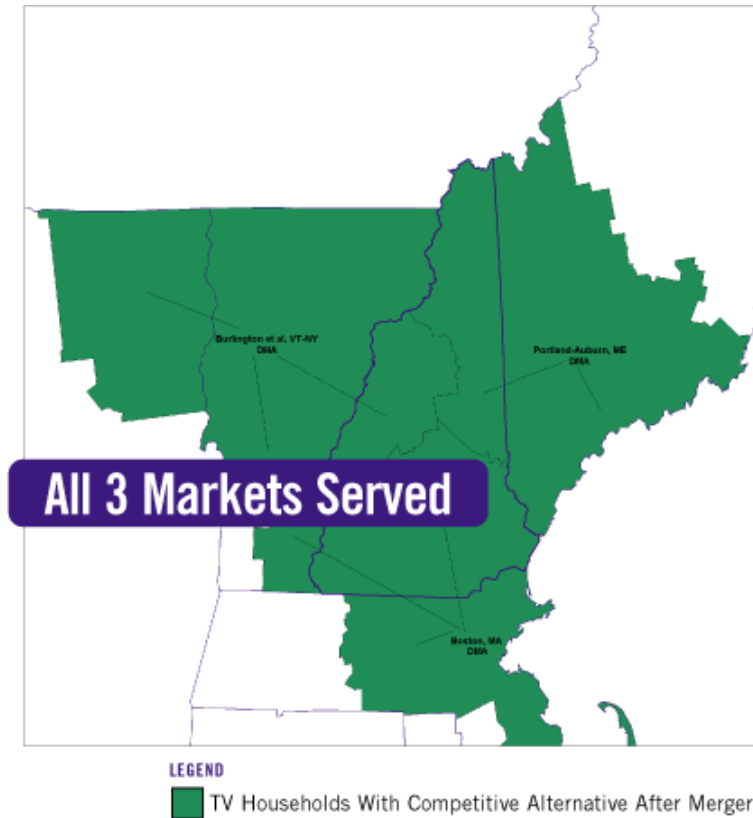 Burlington et al, VT-NY
DMA
Portland-Auburn, ME
DMA
All 3 Markets Served
Boston, MA
DMA
LEGEND
TV Households With Competitive Alternative After Merger